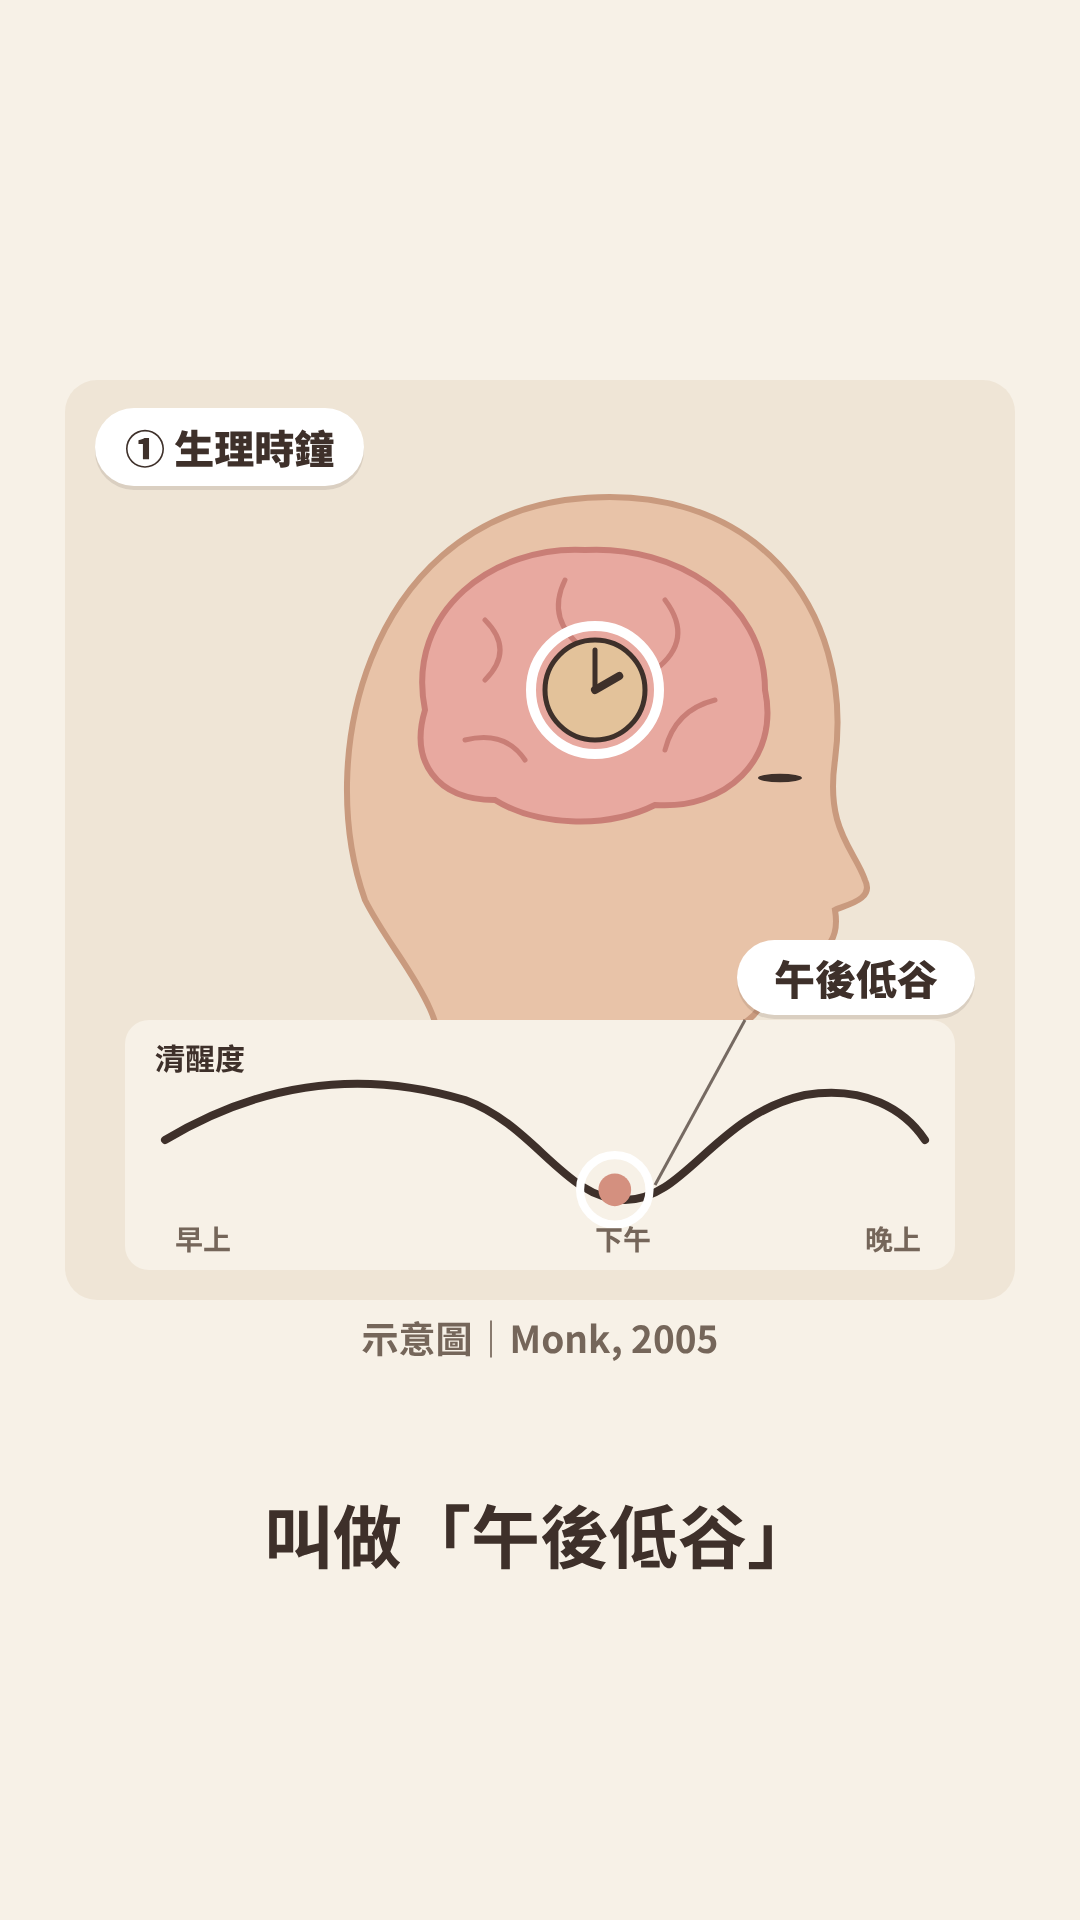 ① 生理時鐘
午後低谷
清醒度
早上
下午
晚上
示意圖｜Monk, 2005
叫做「午後低谷」